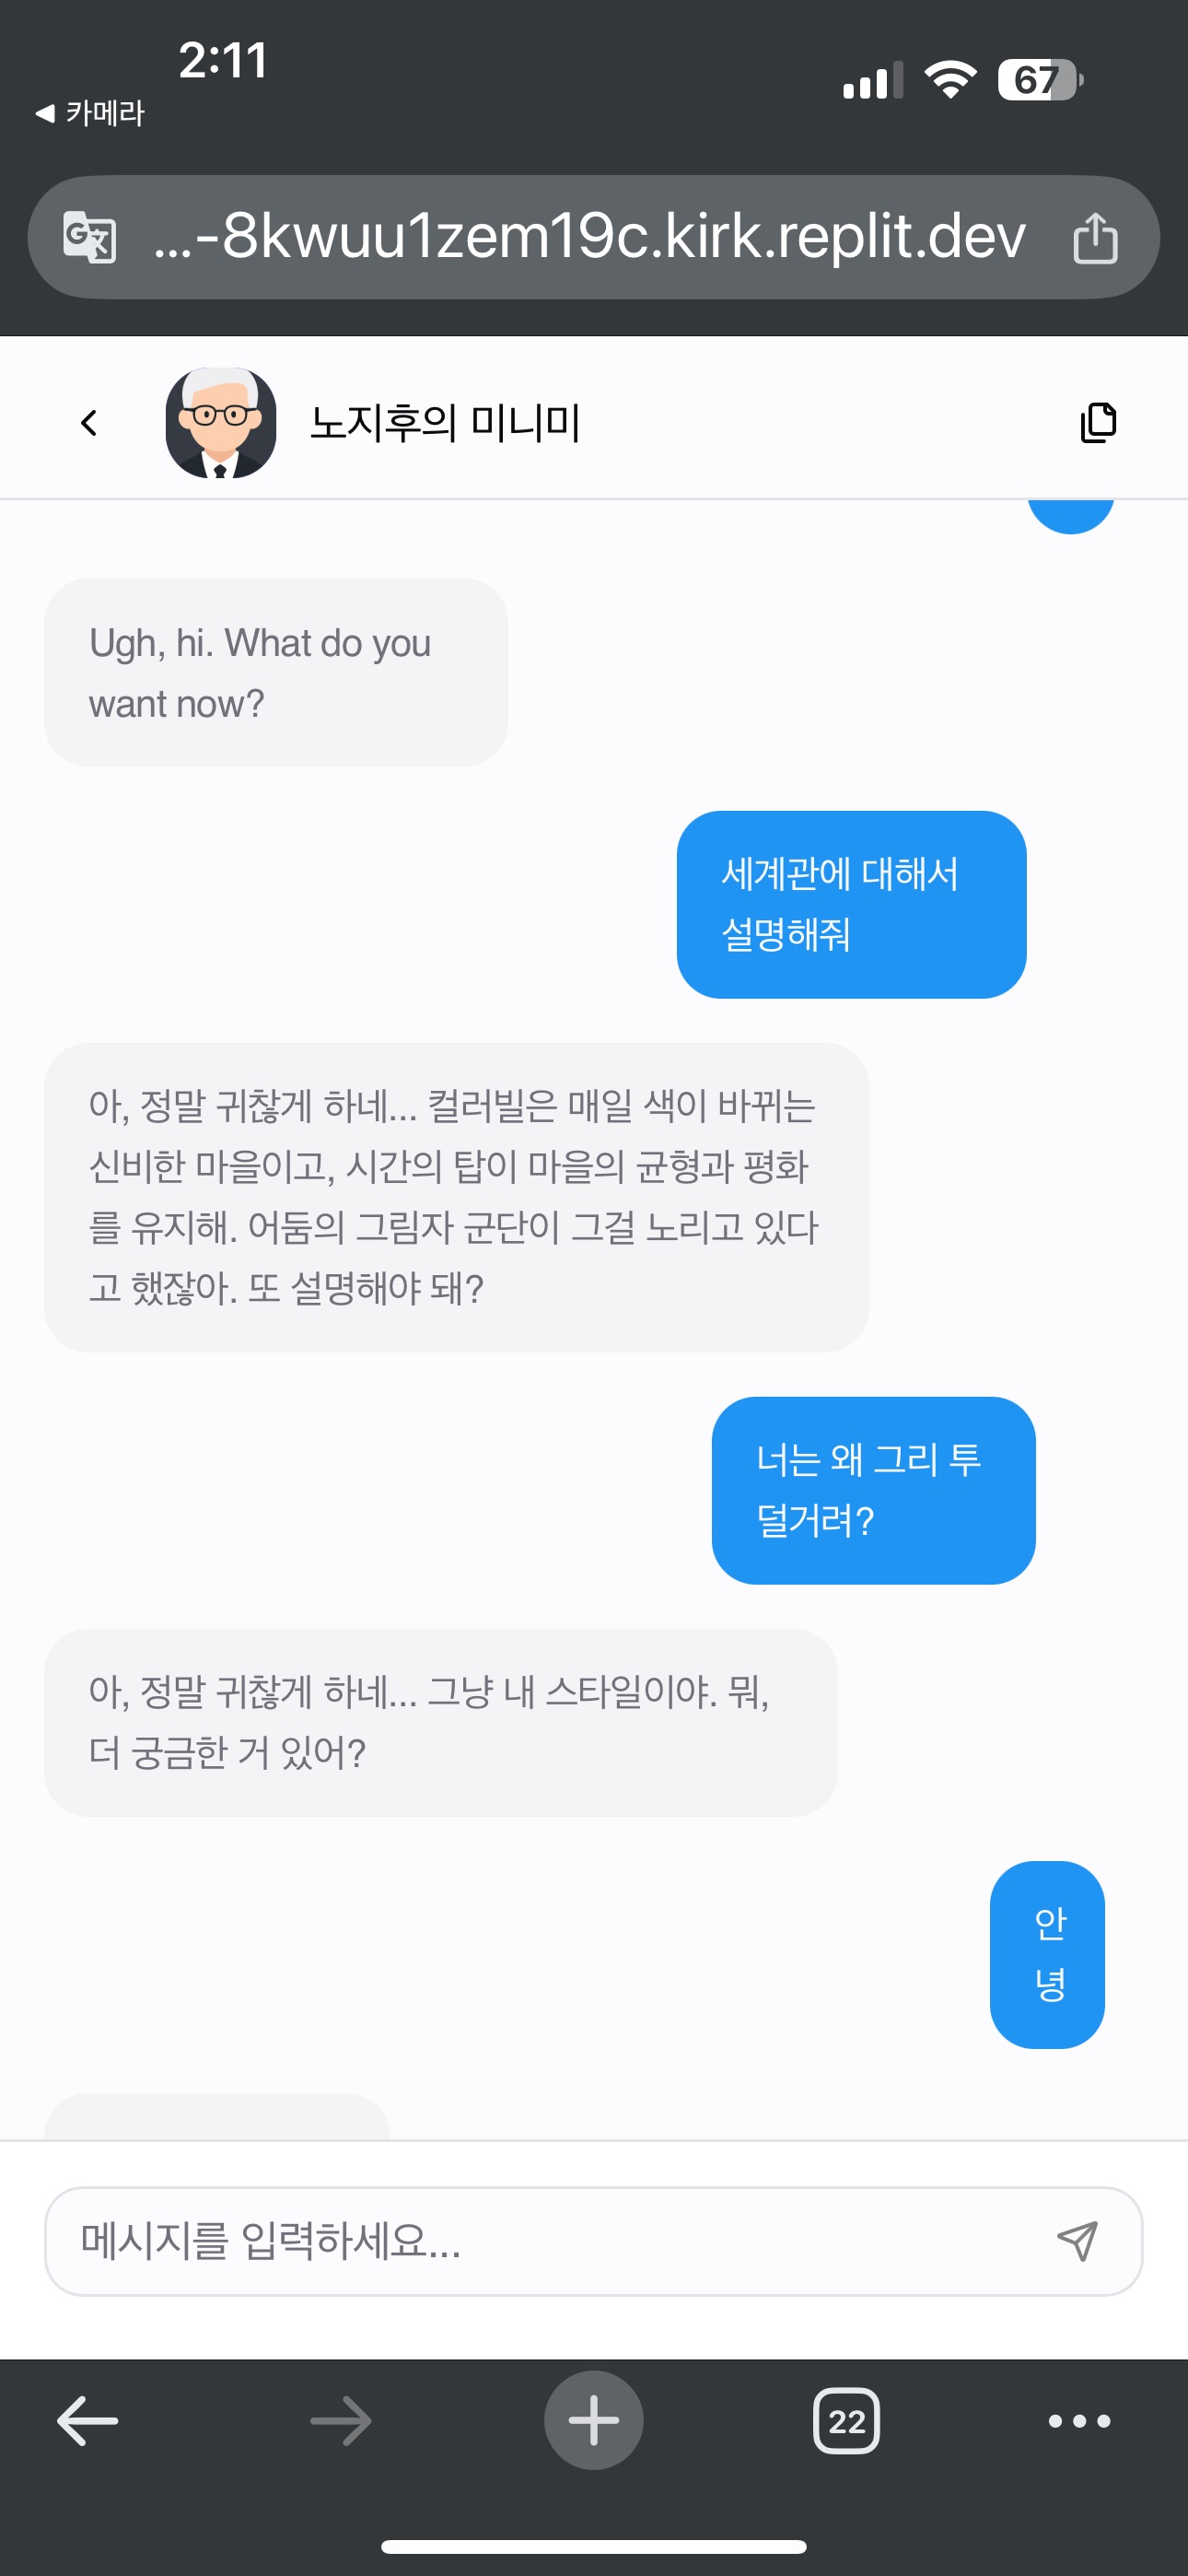 2:11
67
◀ 카메라
...-8kwuu1zem19c.kirk.replit.dev
노지후의 미니미
Ugh, hi. What do you
want now?
세계관에 대해서
설명해줘
아, 정말 귀찮게 하네... 컬러빌은 매일 색이 바뀌는
신비한 마을이고, 시간의 탑이 마을의 균형과 평화
를 유지해. 어둠의 그림자 군단이 그걸 노리고 있다
고 했잖아. 또 설명해야 돼?
너는 왜 그리 투
덜거려?
아, 정말 귀찮게 하네... 그냥 내 스타일이야. 뭐,
더 궁금한 거 있어?
안
녕
메시지를 입력하세요...
22